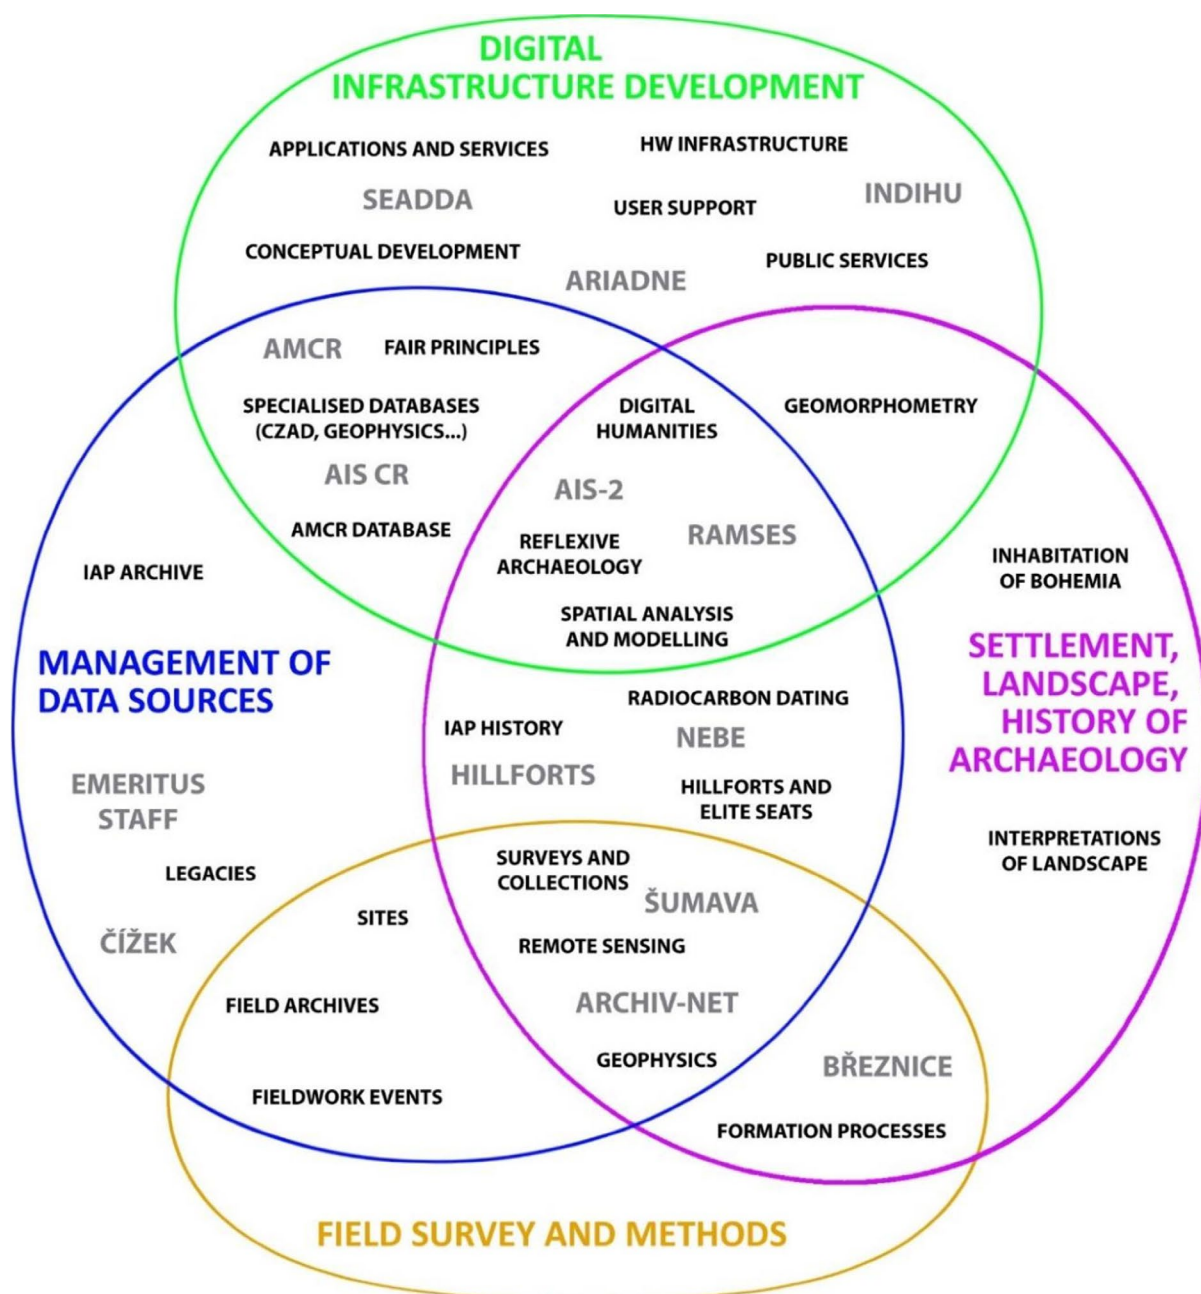 DIGITAL
INFRASTRUCTURE DEVELOPMENT
APPLICATIONS AND SERVICES
HW INFRASTRUCTURE
SEADDA
INDIHU
USER SUPPORT
CONCEPTUAL DEVELOPMENT
PUBLIC SERVICES
ARIADNE
AMCR
FAIR PRINCIPLES
SPECIALISED DATABASES
(CZAD, GEOPHYSICS...)
DIGITAL
HUMANITIES
GEOMORPHOMETRY
AIS CR
AIS-2
AMCR DATABASE
RAMSES
REFLEXIVE
ARCHAEOLOGY
IAP ARCHIVE
INHABITATION
OF BOHEMIA
SPATIAL ANALYSIS
AND MODELLING
MANAGEMENT OF
DATA SOURCES
SETTLEMENT,
LANDSCAPE,
HISTORY OF
ARCHAEOLOGY
RADIOCARBON DATING
IAP HISTORY
NEBE
HILLFORTS
EMERITUS
STAFF
HILLFORTS AND
ELITE SEATS
INTERPRETATIONS
OF LANDSCAPE
LEGACIES
SURVEYS AND
COLLECTIONS
ŠUMAVA
SITES
ČÍŽEK
REMOTE SENSING
FIELD ARCHIVES
ARCHIV-NET
GEOPHYSICS
BŘEZNICE
FIELDWORK EVENTS
FORMATION PROCESSES
FIELD SURVEY AND METHODS